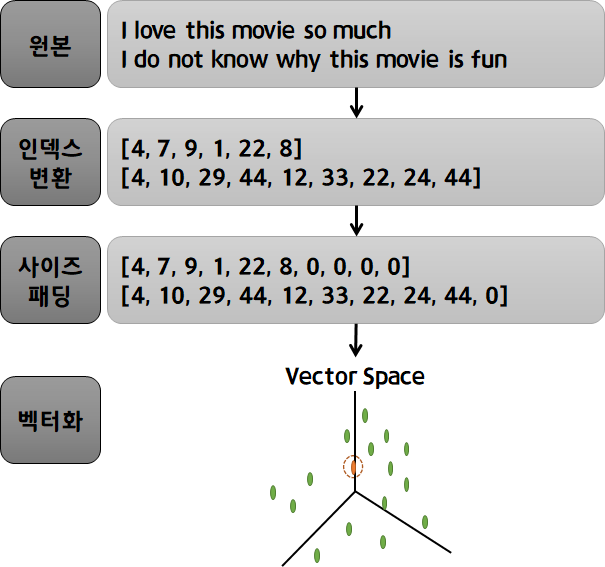 원본
I love this movie so much
I do not know why this movie is fun
인덱스
변환
[4, 7, 9, 1, 22, 8]
[4, 10, 29, 44, 12, 33, 22, 24, 44]
사이즈
패딩
[4, 7, 9, 1, 22, 8, 0, 0, 0, 0]
[4, 10, 29, 44, 12, 33, 22, 24, 44, 0]
벡터화
Vector Space